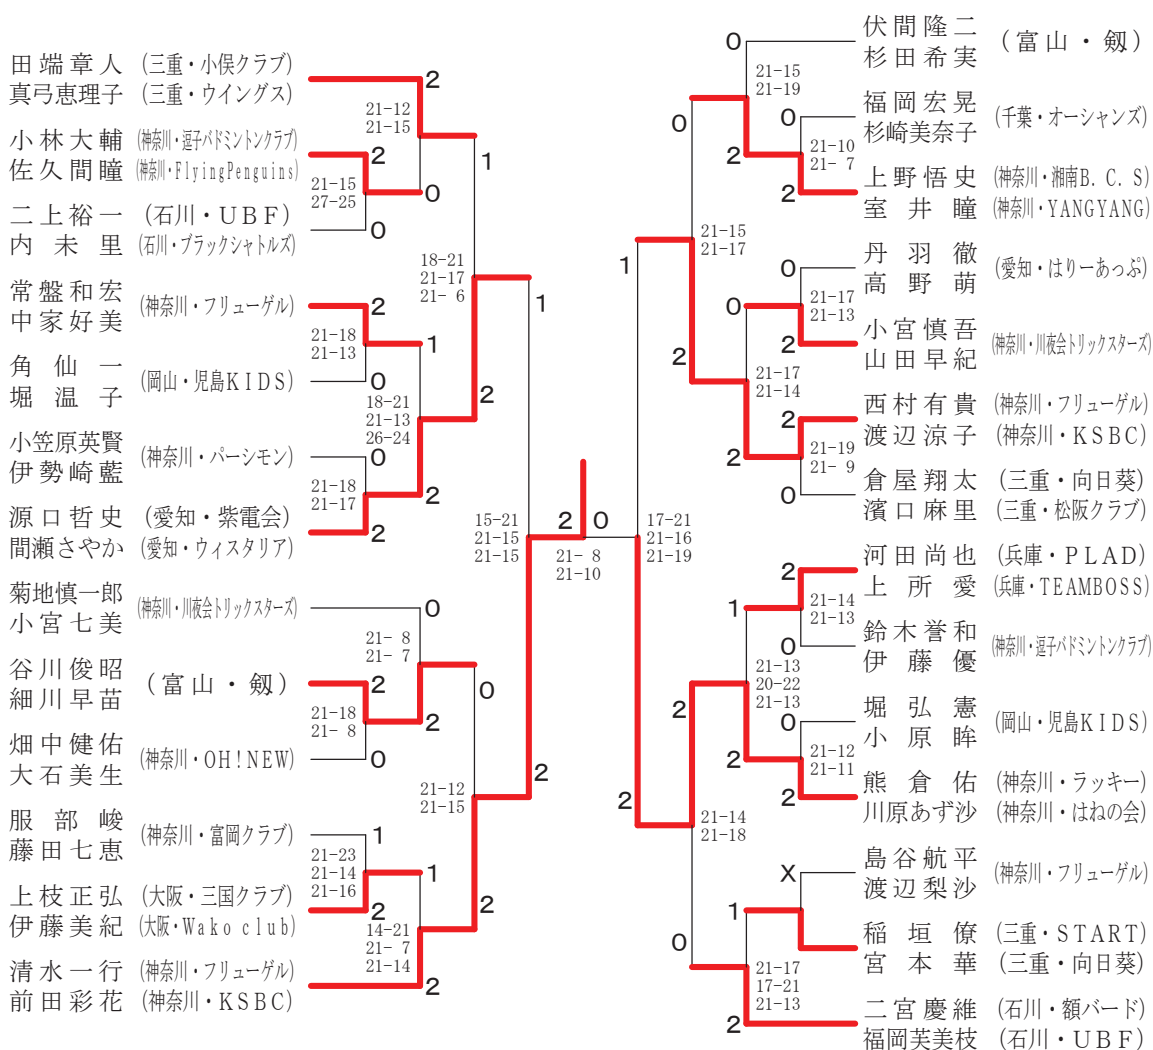 田端章人 (三重・小俣クラブ)
真弓恵理子 (三重・ウイングス)
2
21-12
21-15
小林大輔 (神奈川・逗子バドミントンクラブ)
佐久間瞳 (神奈川・FlyingPenguins)
2
21-15
27-25
0
二上裕一 (石川・UBF)
内未里 (石川・ブラックシャトルズ)
0
1
18-21
21-17
21- 6
常盤和宏 (神奈川・フリューゲル)
中家好美
2
21-18
21-13
1
角仙一 (岡山・児島KIDS)
堀温子
0
18-21
21-13
26-24
2
小笠原英賢 (神奈川・パーシモン)
伊勢崎藍
0
21-18
21-17
2
源口哲史 (愛知・紫電会)
間瀬さやか (愛知・ウィスタリア)
2
1
15-21
21-15
21-15
菊地慎一郎 (神奈川・川夜会トリックスターズ)
小宮七美
0
21- 8
21- 7
谷川俊昭 (富山・剱)
細川早苗
2
21-18
21- 8
2
畑中健佑 (神奈川・OH!NEW)
大石美生
0
0
21-12
21-15
2
服部峻 (神奈川・富岡クラブ)
藤田七恵
1
21-23
21-14
21-16
1
上枝正弘 (大阪・三国クラブ)
伊藤美紀 (大阪・Wako club)
2
14-21
21- 7
21-14
2
清水一行 (神奈川・フリューゲル)
前田彩花 (神奈川・KSBC)
2
2
0
21- 8
21-10
伏間隆二 (富山・剱)
杉田希実
0
21-15
21-19
福岡宏晃 (千葉・オーシャンズ)
杉崎美奈子
0
21-10
21- 7
0
2
上野悟史 (神奈川・湘南B.C.S)
室井瞳 (神奈川・YANGYANG)
2
21-15
21-17
1
丹羽徹 (愛知・はりーあっぷ)
高野萌
0
21-17
21-13
0
小宮慎吾 (神奈川・川夜会トリックスターズ)
山田早紀
2
2
21-17
21-14
西村有貴 (神奈川・フリューゲル)
渡辺涼子 (神奈川・KSBC)
2
21-19
21- 9
2
倉屋翔太 (三重・向日葵)
濱口麻里 (三重・松阪クラブ)
0
17-21
21-16
21-19
河田尚也 (兵庫・PLAD)
上所愛 (兵庫・TEAMBOSS)
2
21-14
21-13
1
鈴木誉和 (神奈川・逗子バドミントンクラブ)
伊藤優
0
21-13
20-22
21-13
2
堀弘憲 (岡山・児島KIDS)
小原眸
0
21-12
21-11
2
熊倉佑 (神奈川・ラッキー)
川原あず沙 (神奈川・はねの会)
2
2
21-14
21-18
島谷航平 (神奈川・フリューゲル)
渡辺梨沙
X
1
稲垣僚 (三重・START)
宮本華 (三重・向日葵)
0
21-17
17-21
21-13
二宮慶維 (石川・額バード)
福岡芙美枝 (石川・UBF)
2